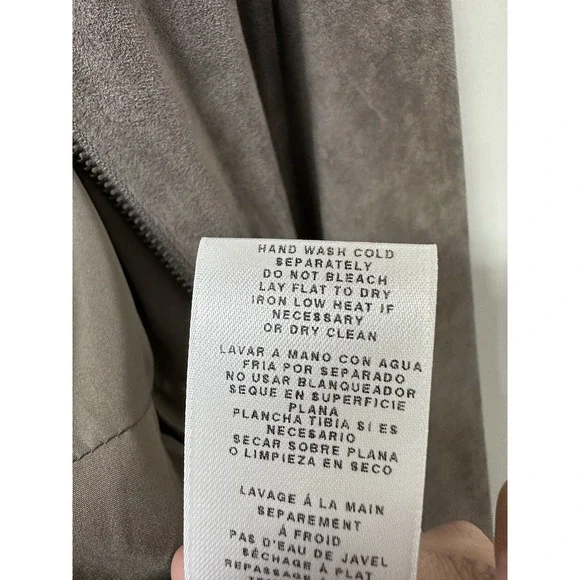 HAND WASH COLD
SEPARATELY
DO NOT BLEACH
LAY FLAT TO DRY
IRON LOW HEAT IF
NECESSARY
OR DRY CLEAN
LAVAR A MANO CON AGUA
FRIA POR SEPARADO
NO USAR BLANQUEADOR
SEQUE EN SUPERFICIE
PLANA
PLANCHA TIBIA SI ES
NECESARIO
SECAR SOBRE PLANA
O LIMPIEZA EN SECO
LAVAGE Á LA MAIN
SEPAREMENT
Á FROID
PAS D'EAU DE JAVEL
SÉCHAGE Á PLAT
REPASSAGE